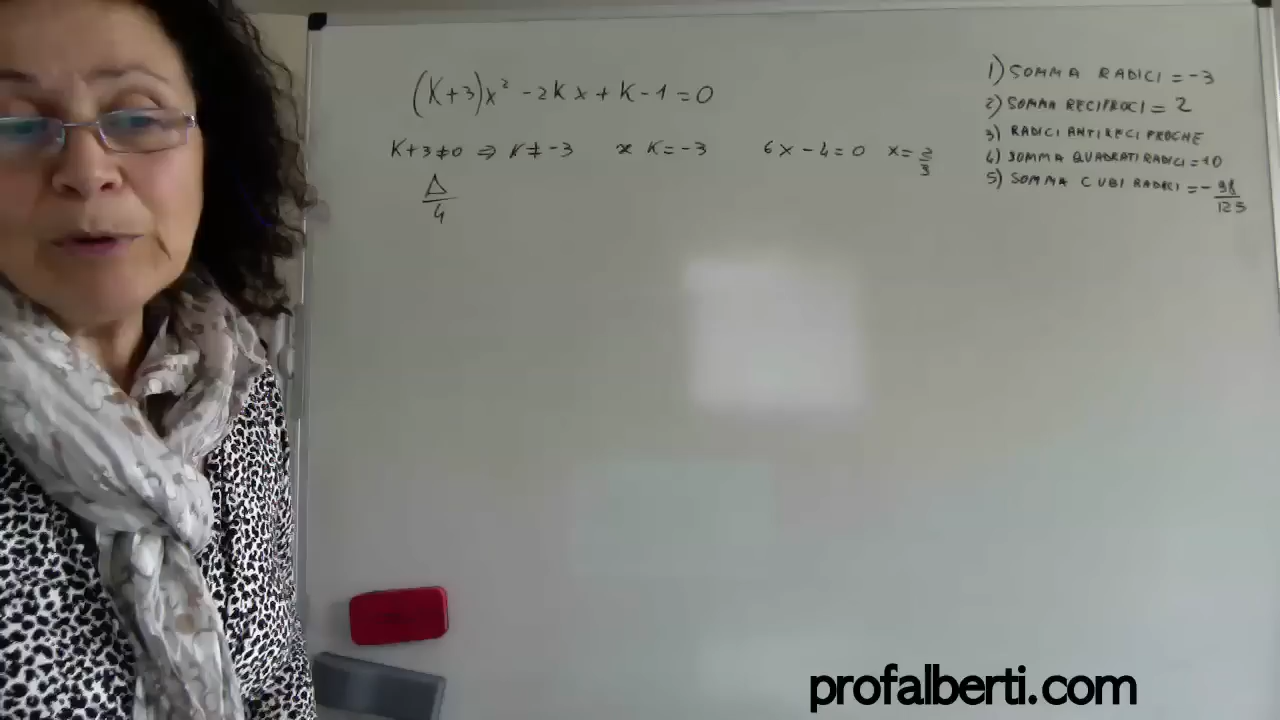 (K+3)x² - 2kx + K - 1 = 0
K+3≠0 ⇒ K≠-3 x K=-3 6x-4=0 x=2/3
Δ/4
1) SOMMA RADICI = -3
2) SOMMA RECIPROCI = 2
3) RADICI ANTIRECIPROCHE
4) SOMMA QUADRATI RADICI = 10
5) SOMMA CUBI RADICI = - 98/125
profalberti.com